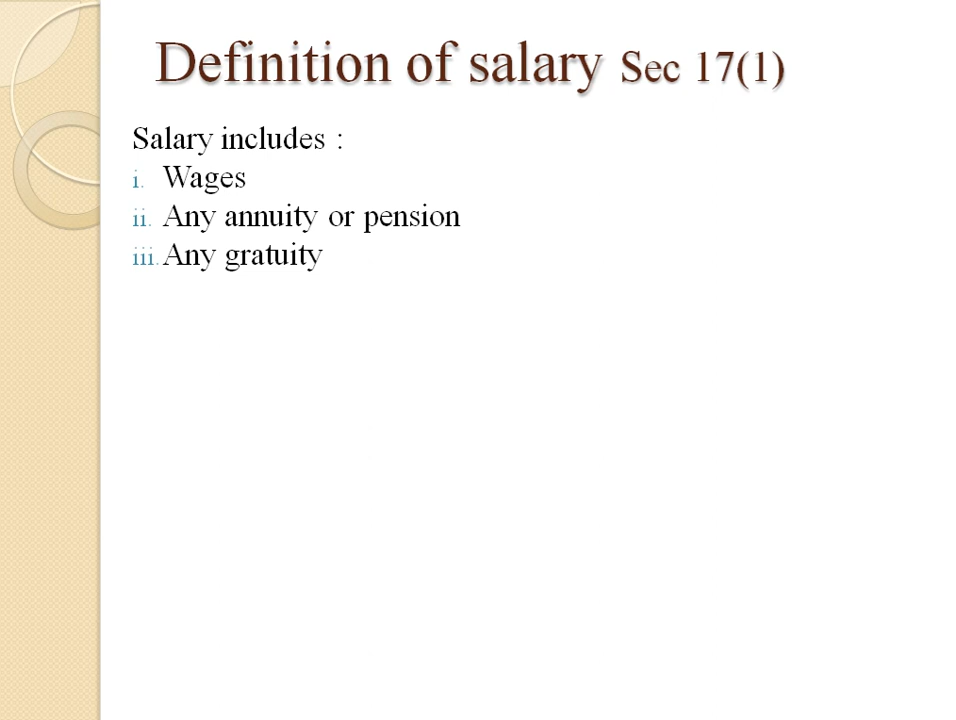 Definition of salary Sec 17(1)
Salary includes :
i. Wages
ii. Any annuity or pension
iii. Any gratuity